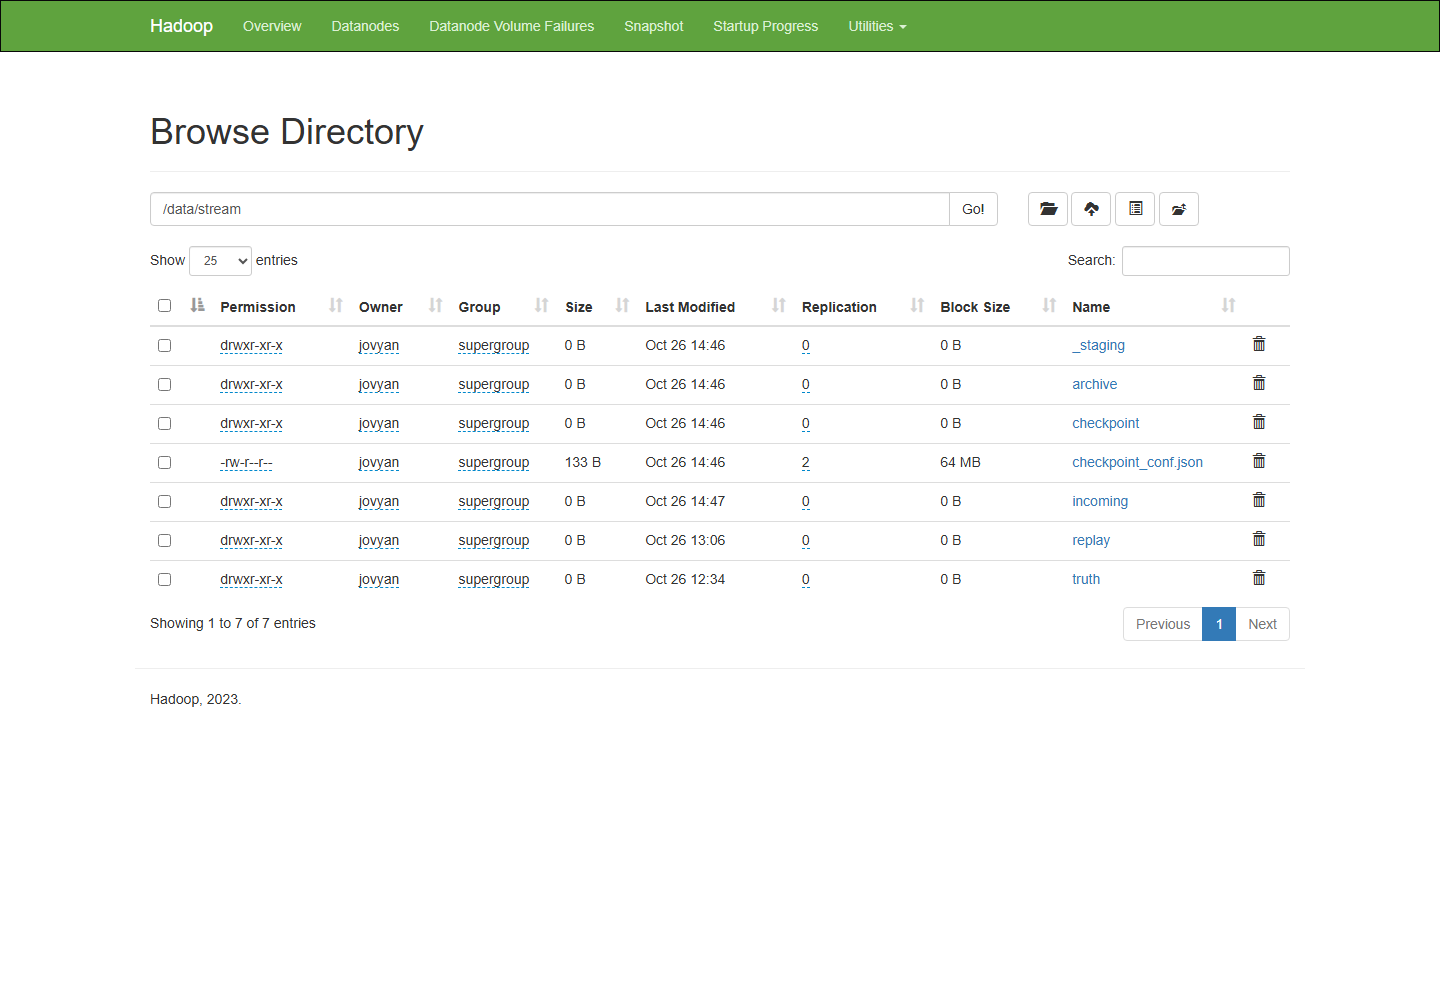 Hadoop Overview Datanodes Datanode Volume Failures Snapshot Startup Progress Utilities
Browse Directory
/data/stream Go!
Show 25 entries Search:
Permission Owner Group Size Last Modified Replication Block Size Name
drwxr-xr-x jovyan supergroup 0 B Oct 26 14:46 0 0 B _staging
drwxr-xr-x jovyan supergroup 0 B Oct 26 14:46 0 0 B archive
drwxr-xr-x jovyan supergroup 0 B Oct 26 14:46 0 0 B checkpoint
-rw-r--r-- jovyan supergroup 133 B Oct 26 14:46 2 64 MB checkpoint_conf.json
drwxr-xr-x jovyan supergroup 0 B Oct 26 14:47 0 0 B incoming
drwxr-xr-x jovyan supergroup 0 B Oct 26 13:06 0 0 B replay
drwxr-xr-x jovyan supergroup 0 B Oct 26 12:34 0 0 B truth
Showing 1 to 7 of 7 entries Previous 1 Next
Hadoop, 2023.